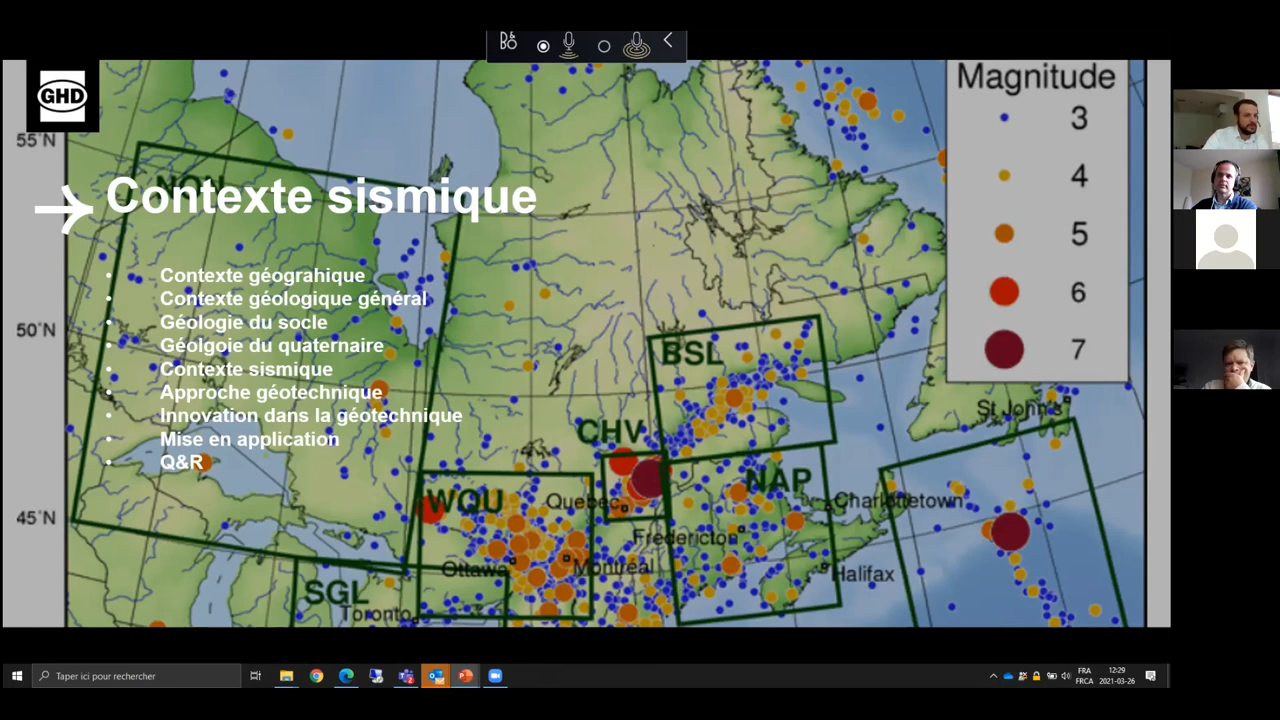 B&O
GHD
Magnitude
3
4
5
6
7
55°N
50°N
45°N
Contexte sismique
• Contexte géograhique
• Contexte géologique général
• Géologie du socle
• Géolgoie du quaternaire
• Contexte sismique
• Approche géotechnique
• Innovation dans la géotechnique
• Mise en application
• Q&R
BSL
CHV
WQU
NAP
SGL
St John's
Quebec
Charlottetown
Fredericton
Ottawa
Montreal
Halifax
Toronto
Taper ici pour rechercher
FRA
FRCA
12:29
2021-03-26